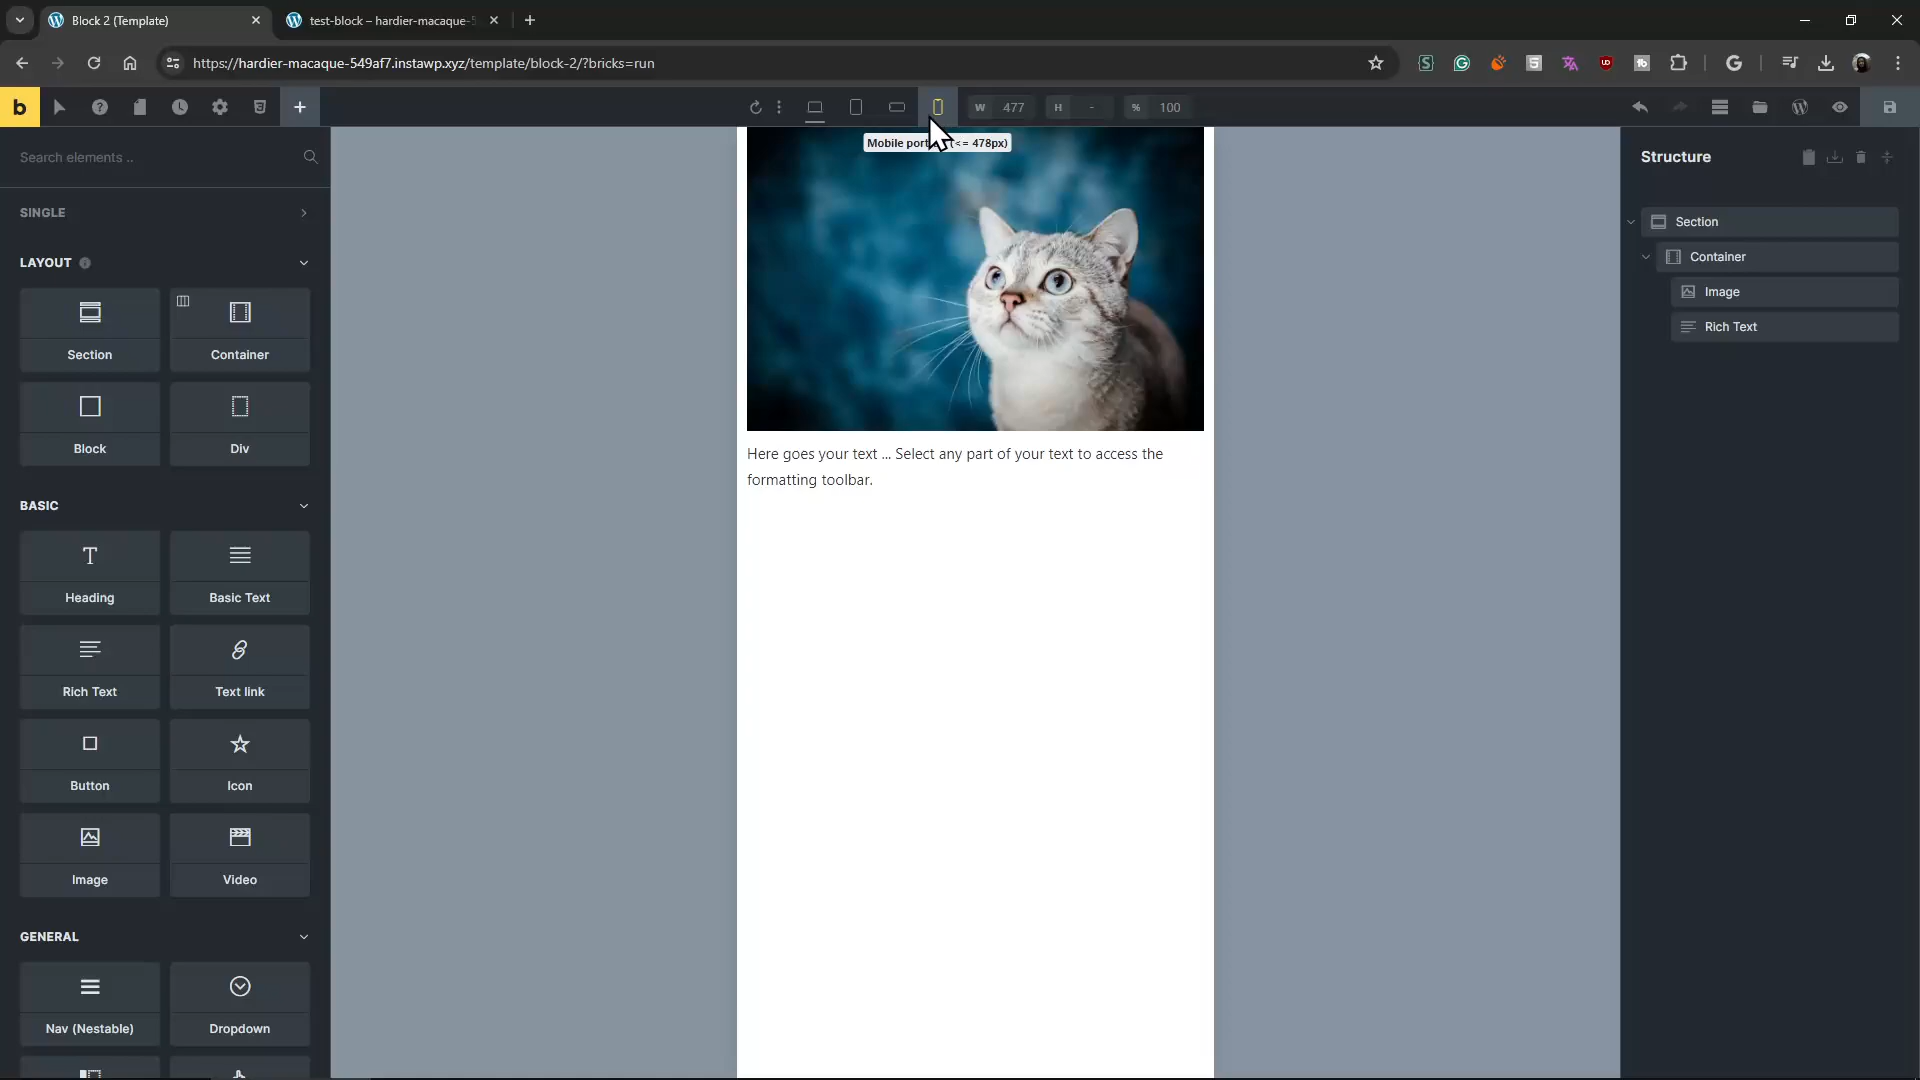 Block 2 (Template)
test-block – hardier-macaque-5
https://hardier-macaque-549af7.instawp.xyz/template/block-2/?bricks=run
b
W 477 H - % 100
Mobile port (<= 478px)
Search elements ..
SINGLE
LAYOUT
Section
Container
Block
Div
BASIC
Heading
Basic Text
Rich Text
Text link
Button
Icon
Image
Video
GENERAL
Nav (Nestable)
Dropdown
Here goes your text ... Select any part of your text to access the
formatting toolbar.
Structure
Section
Container
Image
Rich Text